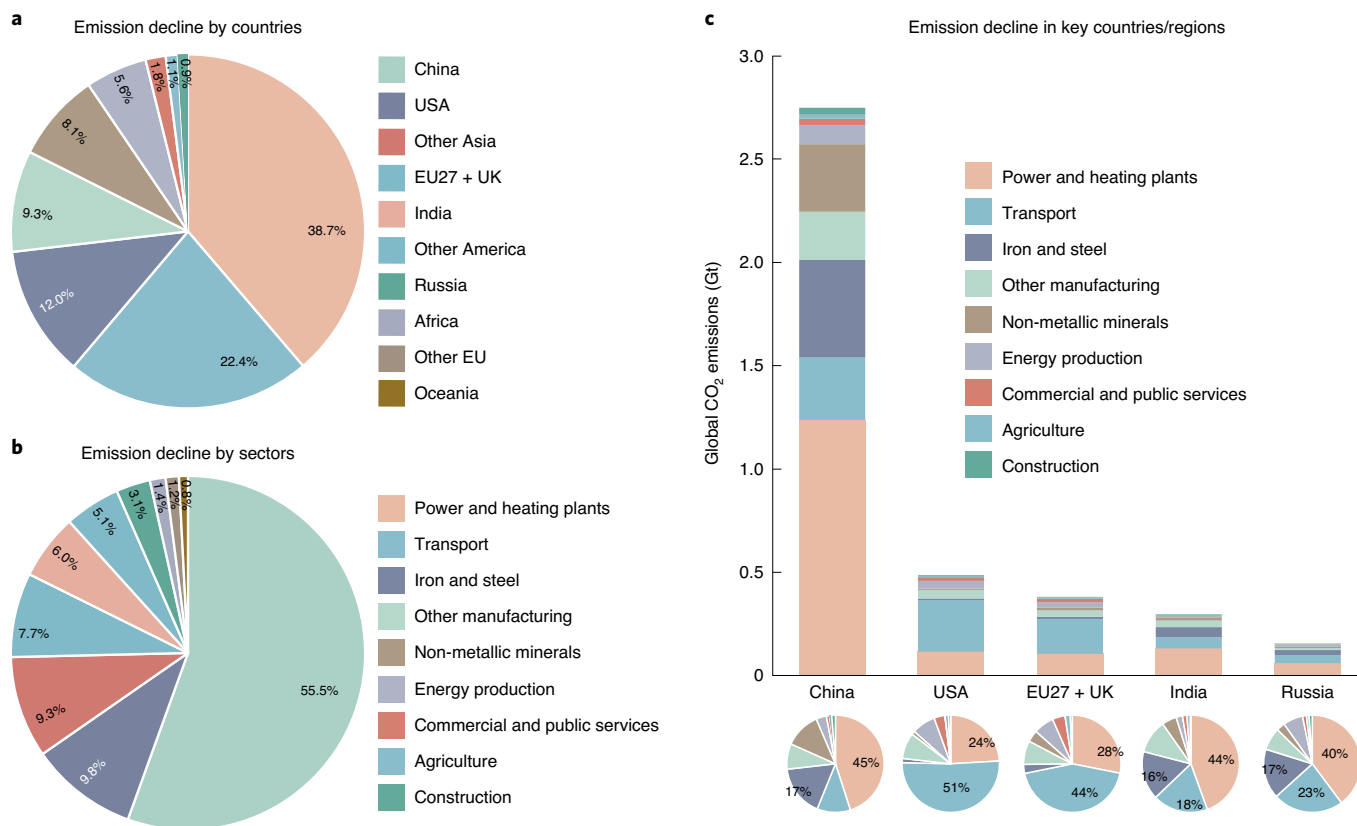 a
Emission decline by countries
0.9%
1.1%
1.8%
5.6%
8.1%
9.3%
12.0%
22.4%
38.7%
China
USA
Other Asia
EU27 + UK
India
Other America
Russia
Africa
Other EU
Oceania
b
Emission decline by sectors
0.8%
1.2%
1.4%
3.1%
5.1%
6.0%
7.7%
9.3%
9.8%
55.5%
Power and heating plants
Transport
Iron and steel
Other manufacturing
Non-metallic minerals
Energy production
Commercial and public services
Agriculture
Construction
c
Emission decline in key countries/regions
Global CO2 emissions (Gt)
3.0
2.5
2.0
1.5
1.0
0.5
0
Power and heating plants
Transport
Iron and steel
Other manufacturing
Non-metallic minerals
Energy production
Commercial and public services
Agriculture
Construction
China
USA
EU27 + UK
India
Russia
45%
17%
24%
51%
28%
44%
44%
16%
18%
40%
17%
23%